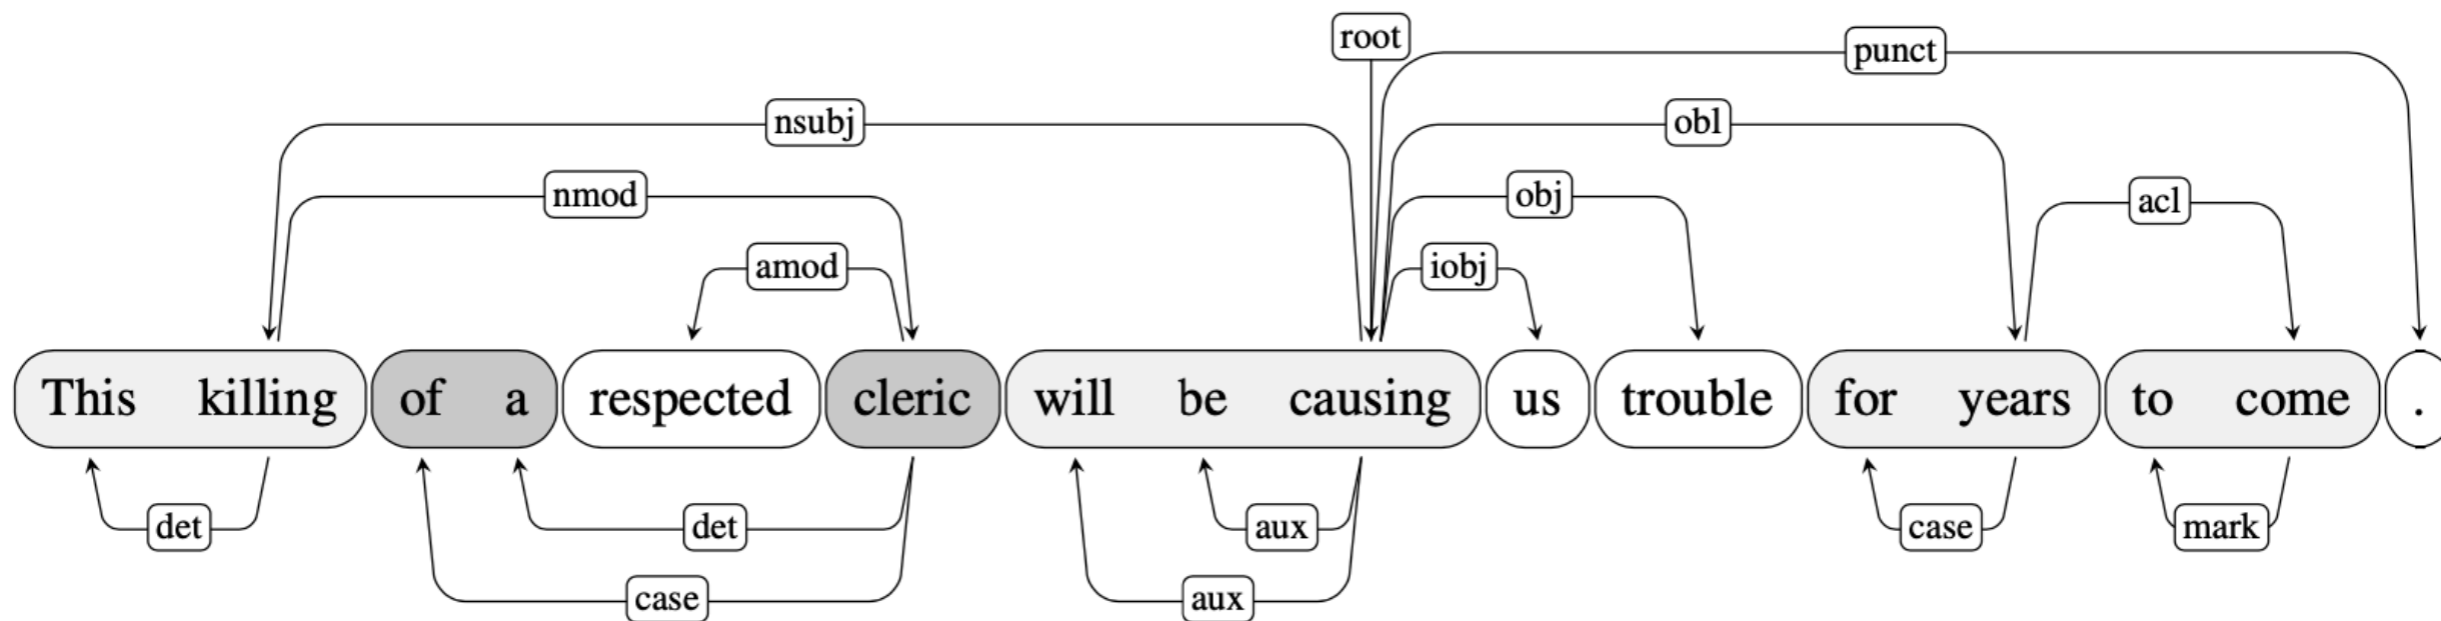 root
punct
nsubj
obl
nmod
obj
acl
amod
iobj
This killing of a respected cleric will be causing us trouble for years to come .
det
det
aux
case
mark
case
aux